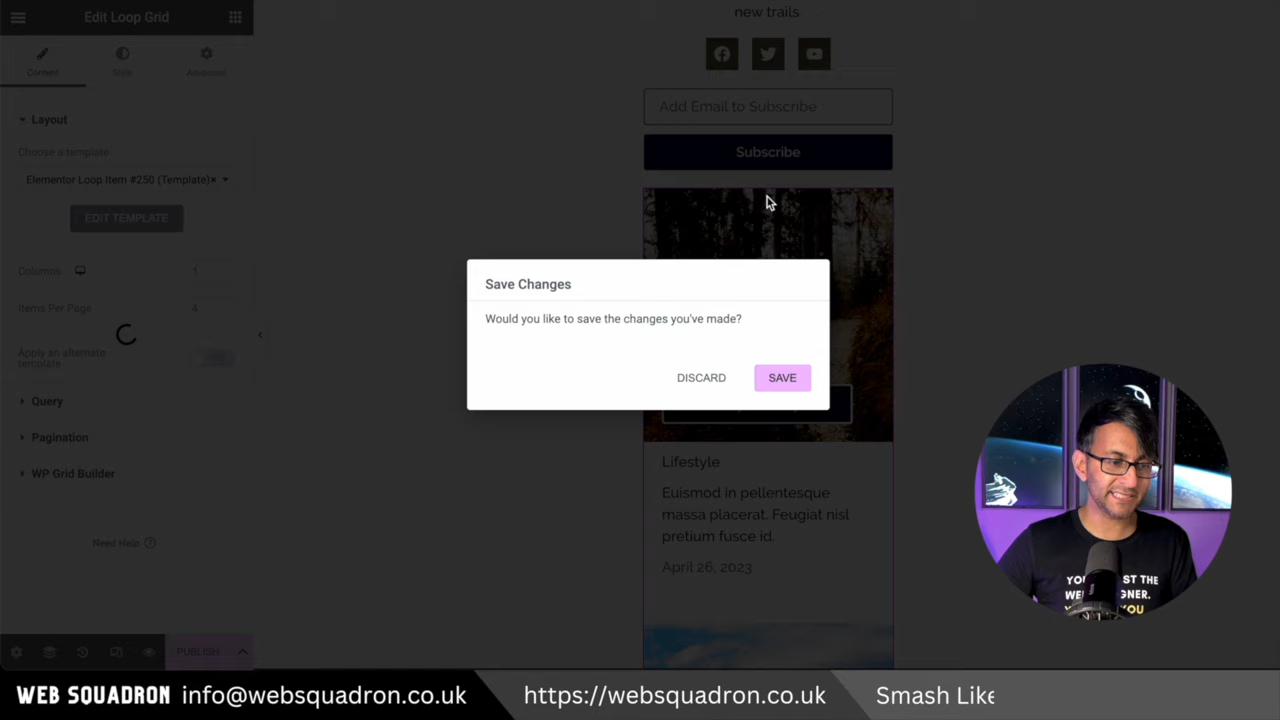 Edit Loop Grid
Content
Style
Advanced
Layout
Choose a template
Elementor Loop Item #250 (Template)×
EDIT TEMPLATE
Columns
1
Items Per Page
4
Apply an alternate
template
Query
Pagination
WP Grid Builder
Need Help
PUBLISH
new trails
Add Email to Subscribe
Subscribe
Save Changes
Would you like to save the changes you've made?
DISCARD
SAVE
Lifestyle
Euismod in pellentesque
massa placerat. Feugiat nisl
pretium fusce id.
April 26, 2023
THE
WEB SQUADRON
info@websquadron.co.uk
https://websquadron.co.uk
Smash Like